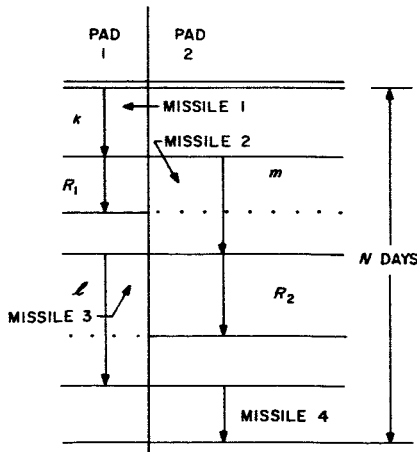 PAD 1
PAD 2
k
MISSILE 1
MISSILE 2
R₁
m
N DAYS
ℓ
MISSILE 3
R₂
MISSILE 4